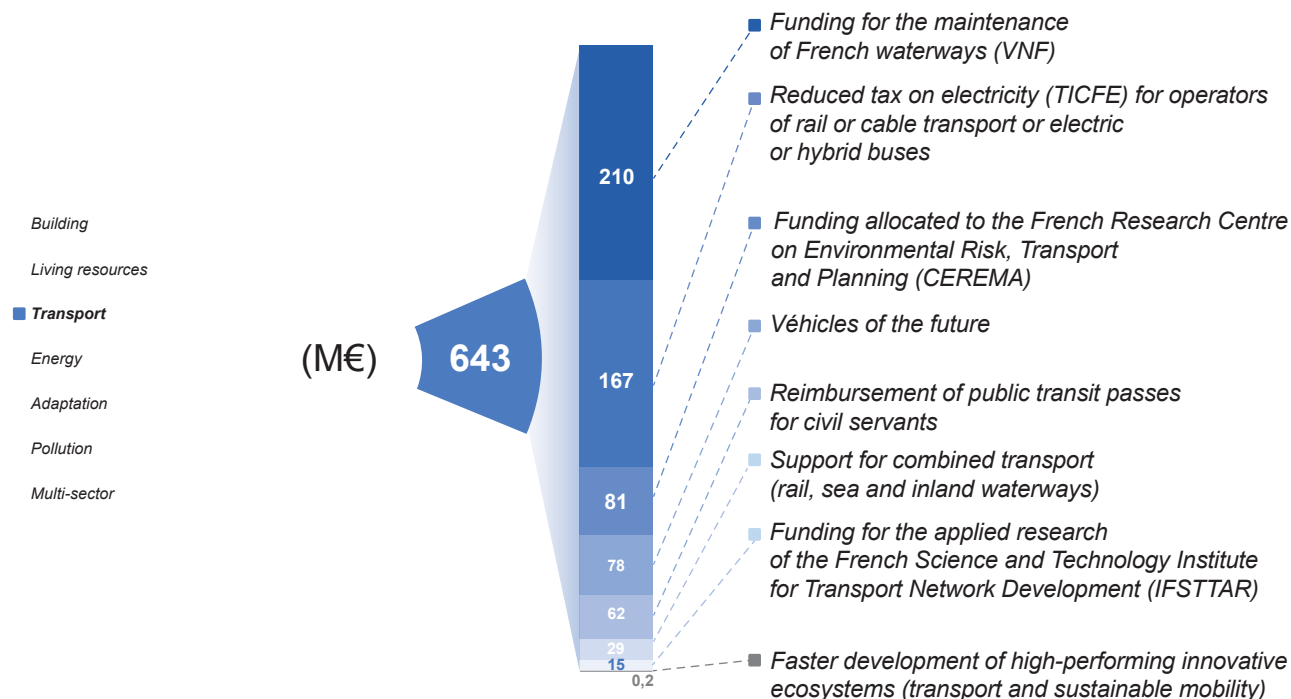 Building
Living resources
Transport
Energy
Adaptation
Pollution
Multi-sector
(M€)
643
210
167
81
78
62
29
15
0,2
Funding for the maintenance
of French waterways (VNF)
Reduced tax on electricity (TICFE) for operators
of rail or cable transport or electric
or hybrid buses
Funding allocated to the French Research Centre
on Environmental Risk, Transport
and Planning (CEREMA)
Véhicles of the future
Reimbursement of public transit passes
for civil servants
Support for combined transport
(rail, sea and inland waterways)
Funding for the applied research
of the French Science and Technology Institute
for Transport Network Development (IFSTTAR)
Faster development of high-performing innovative
ecosystems (transport and sustainable mobility)